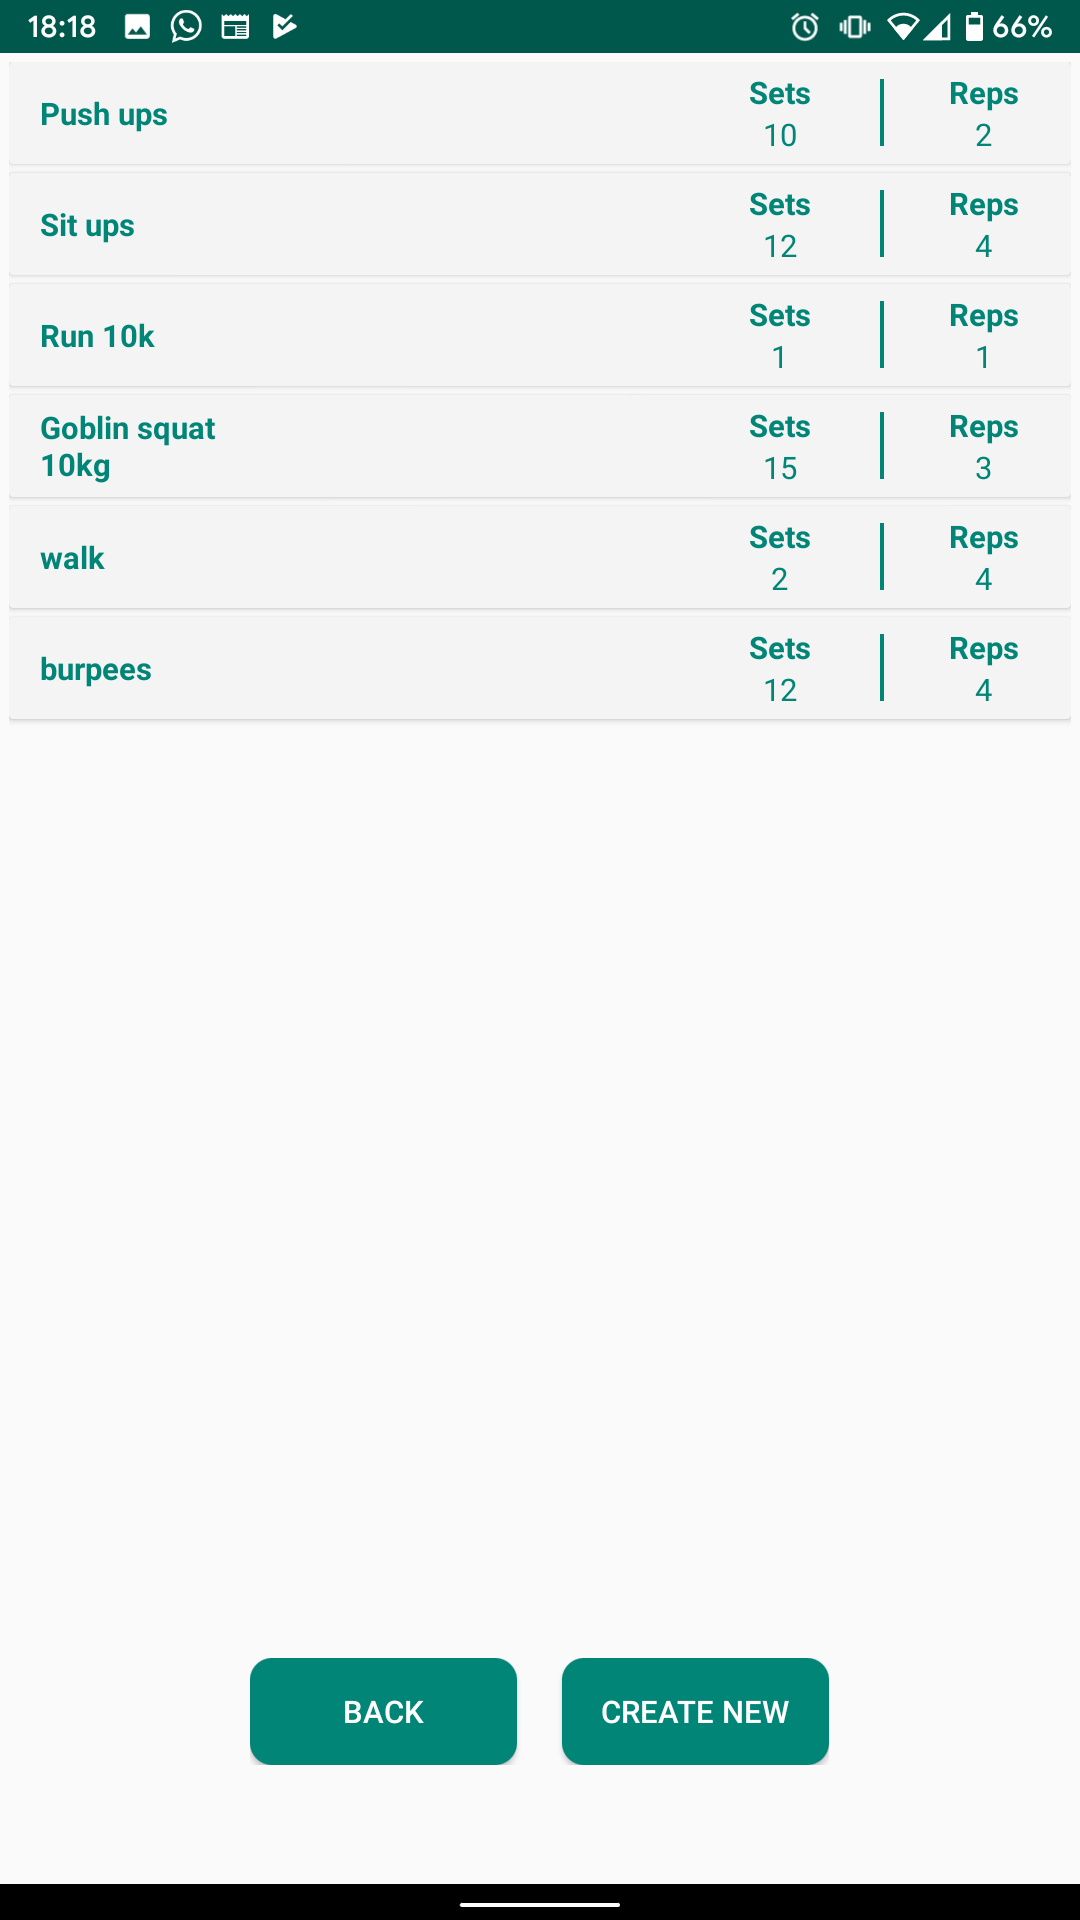 18:18 66%
Push ups Sets Reps
10 2
Sit ups Sets Reps
12 4
Run 10k Sets Reps
1 1
Goblin squat Sets Reps
10kg 15 3
walk Sets Reps
2 4
burpees Sets Reps
12 4
BACK CREATE NEW